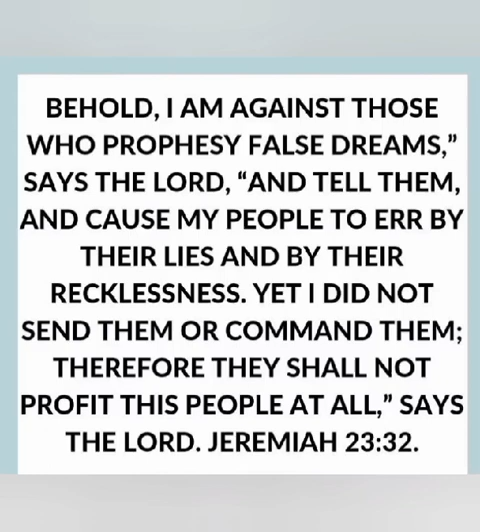 BEHOLD, I AM AGAINST THOSE
WHO PROPHESY FALSE DREAMS,”
SAYS THE LORD, “AND TELL THEM,
AND CAUSE MY PEOPLE TO ERR BY
THEIR LIES AND BY THEIR
RECKLESSNESS. YET I DID NOT
SEND THEM OR COMMAND THEM;
THEREFORE THEY SHALL NOT
PROFIT THIS PEOPLE AT ALL,” SAYS
THE LORD. JEREMIAH 23:32.